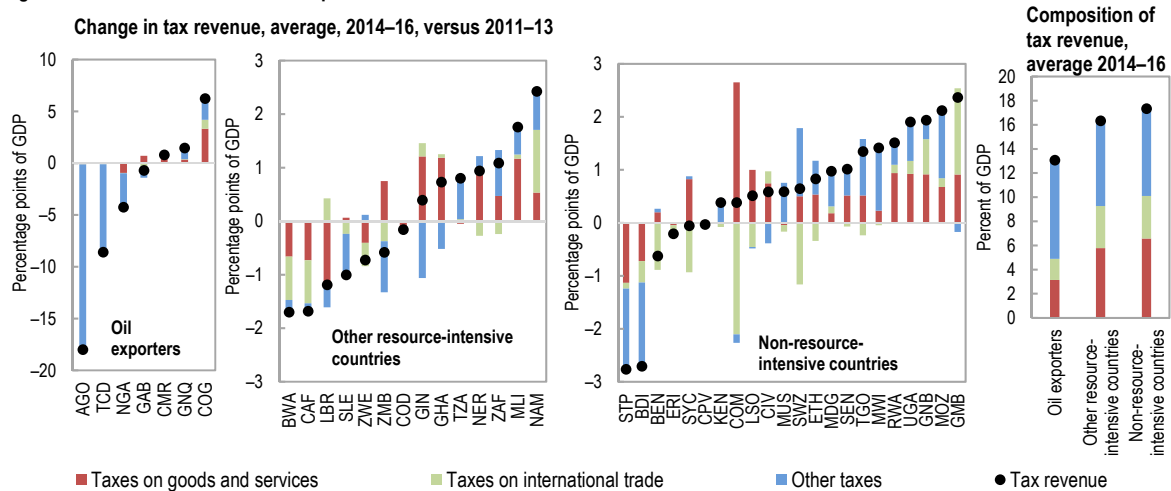 Change in tax revenue, average, 2014–16, versus 2011–13
Percentage points of GDP
10
5
0
–5
–10
–15
–20
Oil
exporters
AGO
TCD
NGA
GAB
CMR
GNQ
COG
Percentage points of GDP
3
2
1
0
–1
–2
–3
Other resource-intensive
countries
BWA
CAF
LBR
SLE
ZWE
ZMB
COD
GIN
GHA
TZA
NER
ZAF
MLI
NAM
Percentage points of GDP
3
2
1
0
–1
–2
–3
Non-resource-
intensive countries
STP
BDI
BEN
ERI
SYC
CPV
KEN
COM
LSO
CIV
MUS
SWZ
ETH
MDG
SEN
TGO
MWI
RWA
UGA
GNB
MOZ
GMB
Composition of
tax revenue,
average 2014–16
Percent of GDP
20
18
16
14
12
10
8
6
4
2
0
Oil exporters
Other resource-
intensive countries
Non-resource-
intensive countries
Taxes on goods and services
Taxes on international trade
Other taxes
Tax revenue